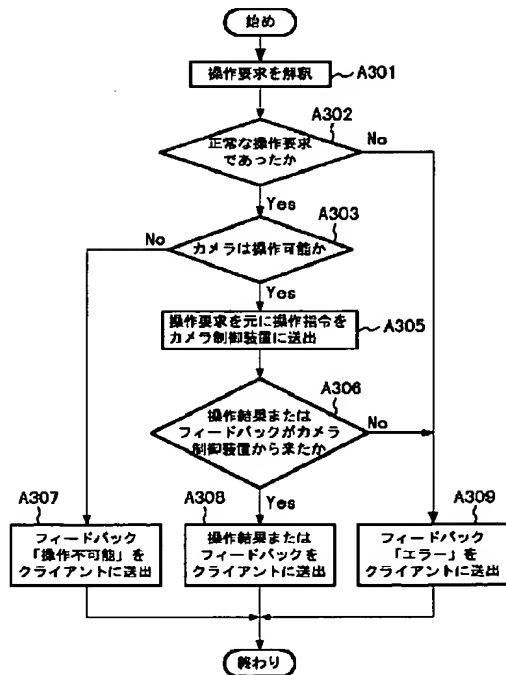 始め
操作要求を解釈
A301
A302
正常な操作要求
であったか
No
Yes
A303
No
カメラは操作可能か
Yes
操作要求を元に操作指令を
カメラ制御装置に送出
A305
A306
操作結果または
フィードバックがカメラ
制御装置から来たか
No
Yes
A307
フィードバック
「操作不可能」を
クライアントに送出
A308
操作結果または
フィードバックを
クライアントに送出
A309
フィードバック
「エラー」を
クライアントに送出
終わり